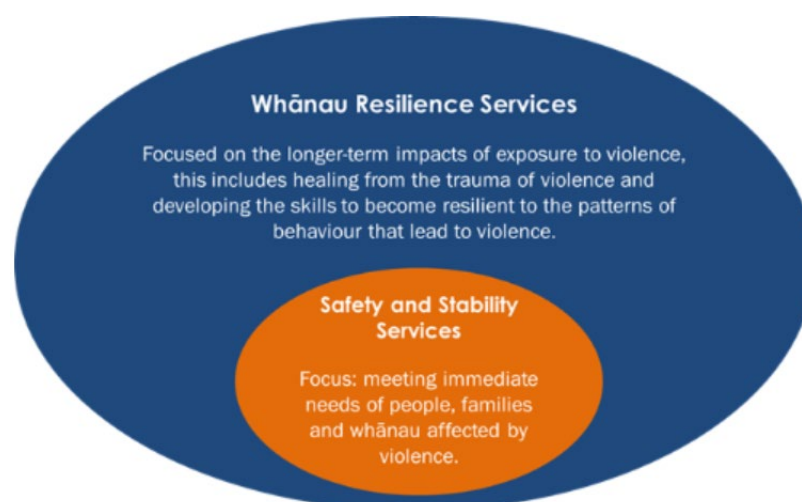 Whānau Resilience Services
Focused on the longer-term impacts of exposure to violence,
this includes healing from the trauma of violence and
developing the skills to become resilient to the patterns of
behaviour that lead to violence.
Safety and Stability
Services
Focus: meeting immediate
needs of people, families
and whānau affected by
violence.